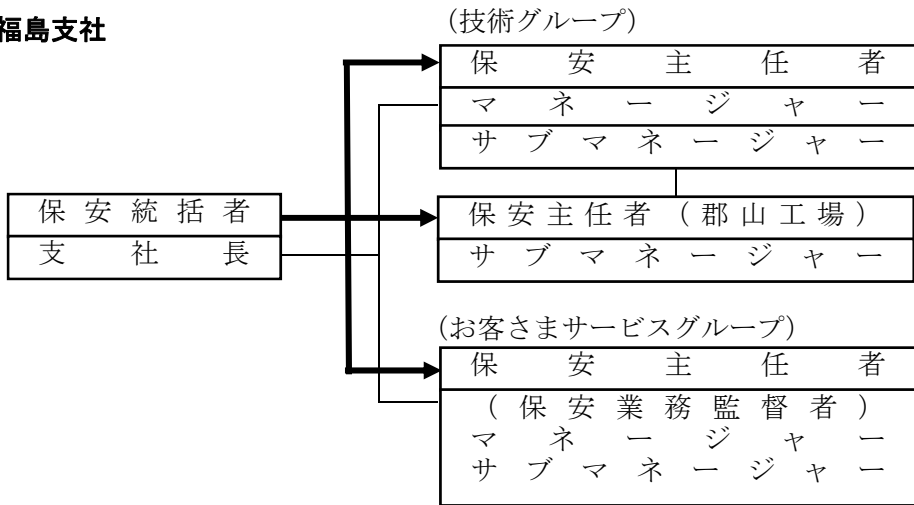 福島支社
(技術グループ)
保安主任者
マネージャー
サブマネージャー
保安統括者
支社長
保安主任者(郡山工場)
サブマネージャー
(お客さまサービスグループ)
保安主任者
(保安業務監督者)
マネージャー
サブマネージャー